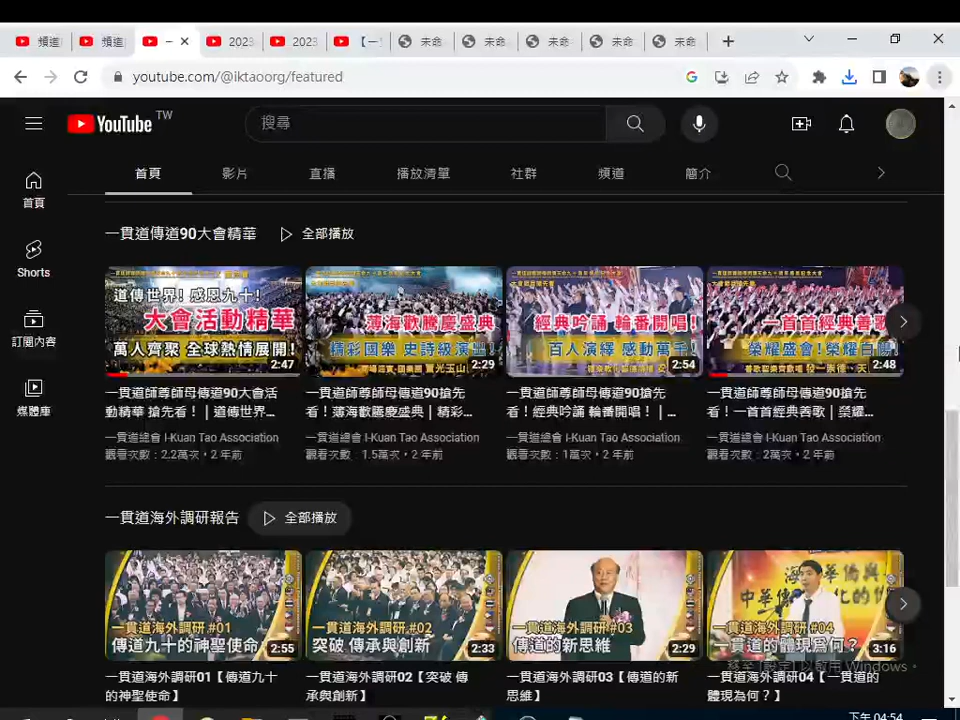 頻道
頻道
一
2023
2023
【一
未命
未命
未命
未命
未命
youtube.com/@iktaoorg/featured
YouTube TW
搜尋
首頁
影片
直播
播放清單
社群
頻道
簡介
首頁
Shorts
訂閱內容
媒體庫
一貫道傳道90大會精華
全部播放
道傳世界! 感恩九十!
大會活動精華
萬人齊聚 全球熱情展開!
2:47
薄海歡騰慶盛典
精彩國樂 史詩級演出!
2:29
經典吟誦 輪番開唱!
百人演繹 感動萬千!
2:54
一首首經典善歌
榮耀盛會!榮耀白陽!
2:48
一貫道師尊師母傳道90大會活動精華 搶先看!|道傳世界…
一貫道師尊師母傳道90搶先看!薄海歡騰慶盛典|精彩…
一貫道師尊師母傳道90搶先看!經典吟誦 輪番開唱!|…
一貫道師尊師母傳道90搶先看!一首首經典善歌|榮耀…
一貫道總會 I-Kuan Tao Association
觀看次數:2.2萬次・2 年前
一貫道總會 I-Kuan Tao Association
觀看次數:1.5萬次・2 年前
一貫道總會 I-Kuan Tao Association
觀看次數:1萬次・2 年前
一貫道總會 I-Kuan Tao Association
觀看次數:2萬次・2 年前
一貫道海外調研報告
全部播放
一貫道海外調研 #01
傳道九十的神聖使命
2:55
一貫道海外調研 #02
突破 傳承與創新
2:33
一貫道海外調研 #03
傳道的新思維
2:29
一貫道海外調研 #04
一貫道的體現為何?
3:16
一貫道海外調研01【傳道九十的神聖使命】
一貫道海外調研02【突破 傳承與創新】
一貫道海外調研03【傳道的新思維】
一貫道海外調研04【一貫道的體現為何?】
移至 [設定] 以啟用 Windows。
下午 04:54